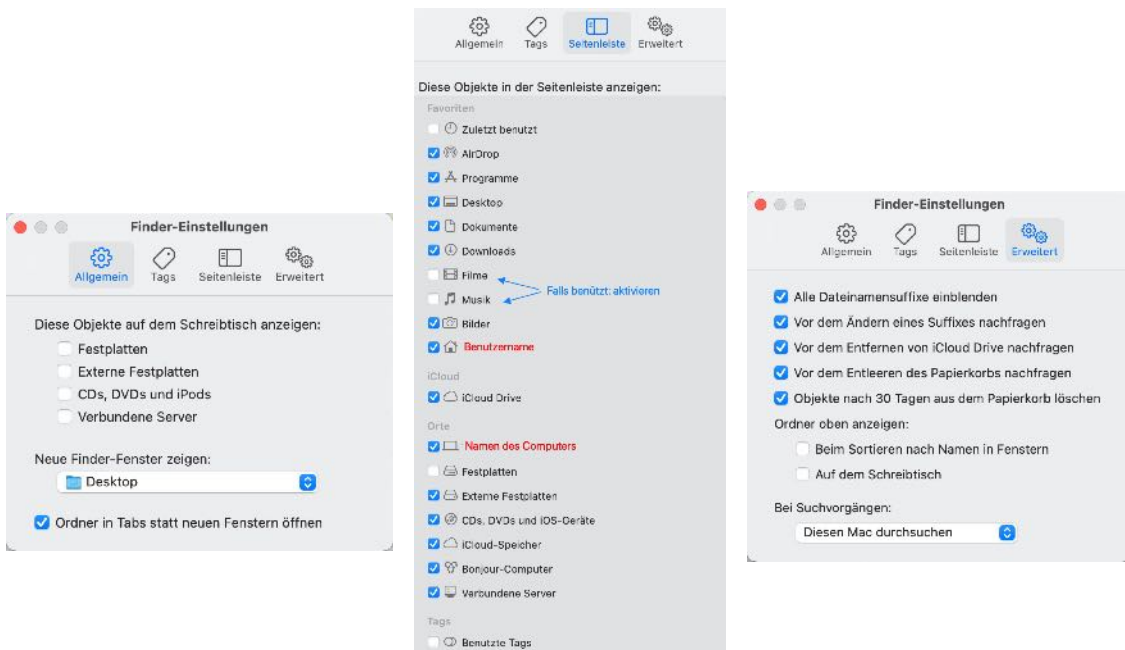 Finder-Einstellungen
Allgemein Tags Seitenleiste Erweitert
Diese Objekte auf dem Schreibtisch anzeigen:
Festplatten
Externe Festplatten
CDs, DVDs und iPods
Verbundene Server
Neue Finder-Fenster zeigen:
Desktop
Ordner in Tabs statt neuen Fenstern öffnen
Allgemein Tags Seitenleiste Erweitert
Diese Objekte in der Seitenleiste anzeigen:
Favoriten
Zuletzt benutzt
AirDrop
Programme
Desktop
Dokumente
Downloads
Filme
Falls benützt: aktivieren
Musik
Bilder
Benutzername
iCloud
iCloud Drive
Orte
Namen des Computers
Festplatten
Externe Festplatten
CDs, DVDs und iOS-Geräte
iCloud-Speicher
Bonjour-Computer
Verbundene Server
Tags
Benutzte Tags
Finder-Einstellungen
Allgemein Tags Seitenleiste Erweitert
Alle Dateinamensuffixe einblenden
Vor dem Ändern eines Suffixes nachfragen
Vor dem Entfernen von iCloud Drive nachfragen
Vor dem Entleeren des Papierkorbs nachfragen
Objekte nach 30 Tagen aus dem Papierkorb löschen
Ordner oben anzeigen:
Beim Sortieren nach Namen in Fenstern
Auf dem Schreibtisch
Bei Suchvorgängen:
Diesen Mac durchsuchen